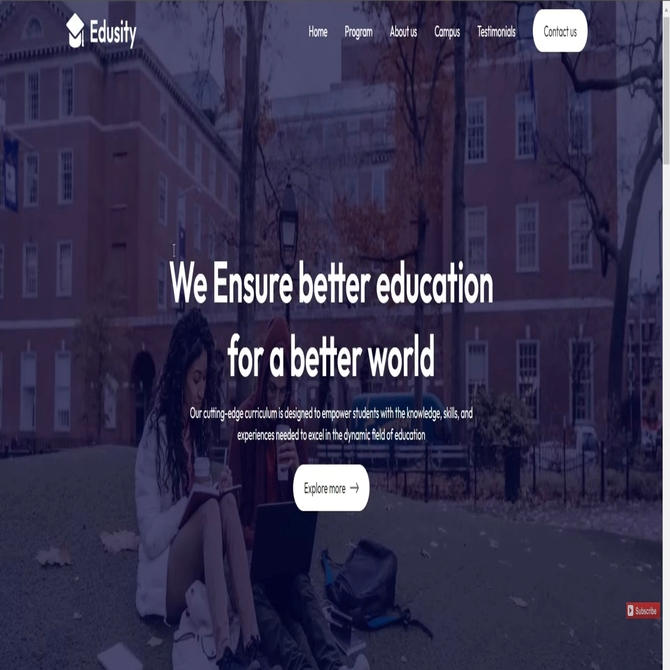 Edusity
Home Program About us Campus Testimonials Contact us
We Ensure better education
for a better world
Our cutting-edge curriculum is designed to empower students with the knowledge, skills, and
experiences needed to excel in the dynamic field of education
Explore more →
Subscribe